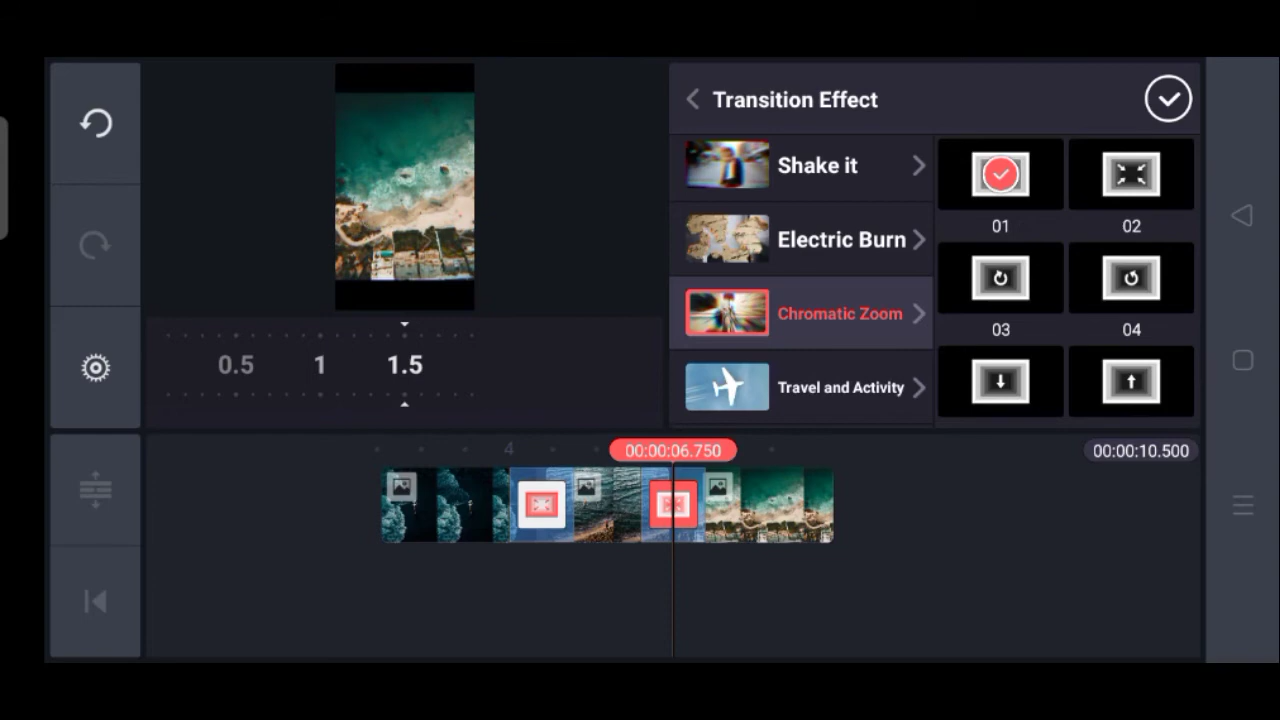 Transition Effect
Shake it
Electric Burn
Chromatic Zoom
Travel and Activity
01
02
03
04
0.5 1 1.5
4
00:00:06.750
00:00:10.500